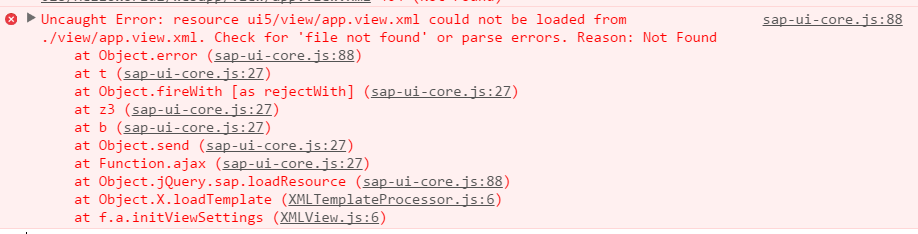 Uncaught Error: resource ui5/view/app.view.xml could not be loaded from sap-ui-core.js:88
./view/app.view.xml. Check for 'file not found' or parse errors. Reason: Not Found
at Object.error (sap-ui-core.js:88)
at t (sap-ui-core.js:27)
at Object.fireWith [as rejectWith] (sap-ui-core.js:27)
at z3 (sap-ui-core.js:27)
at b (sap-ui-core.js:27)
at Object.send (sap-ui-core.js:27)
at Function.ajax (sap-ui-core.js:27)
at Object.jQuery.sap.loadResource (sap-ui-core.js:88)
at Object.X.loadTemplate (XMLTemplateProcessor.js:6)
at f.a.initViewSettings (XMLView.js:6)